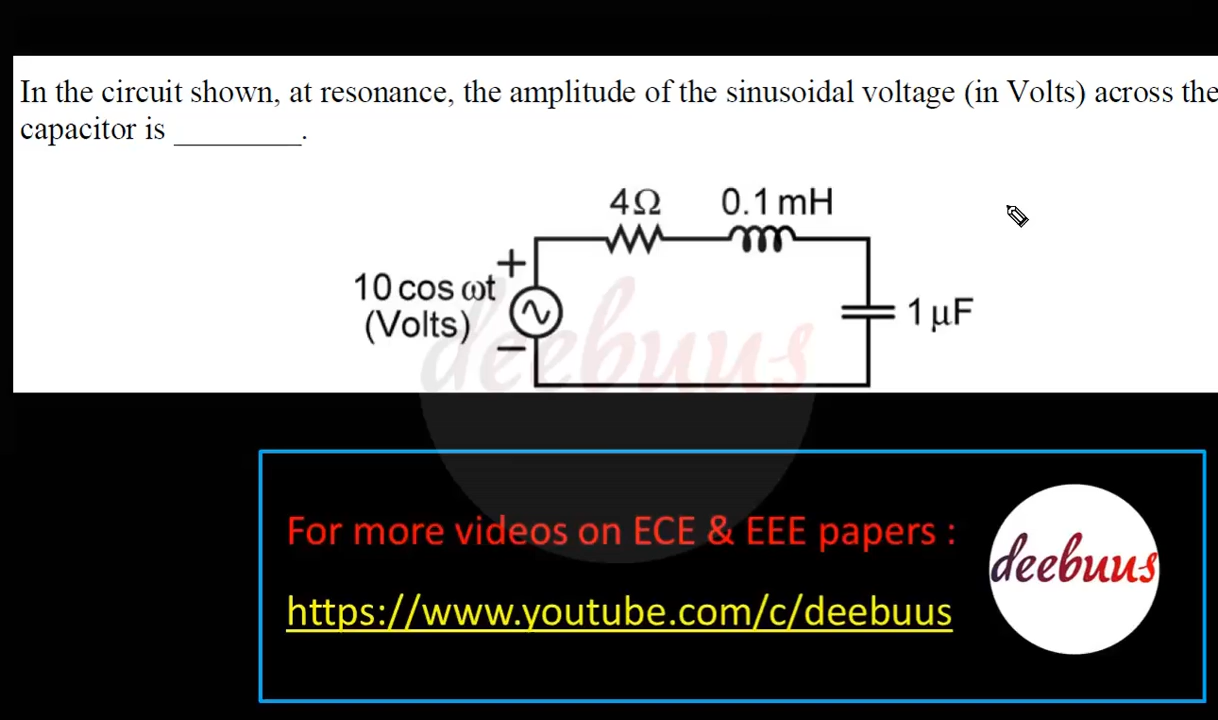 In the circuit shown, at resonance, the amplitude of the sinusoidal voltage (in Volts) across the
capacitor is ________.
4Ω 0.1 mH
+
10 cos ωt
(Volts)
−
1 μF
deebuus
For more videos on ECE & EEE papers :
https://www.youtube.com/c/deebuus
deebuus